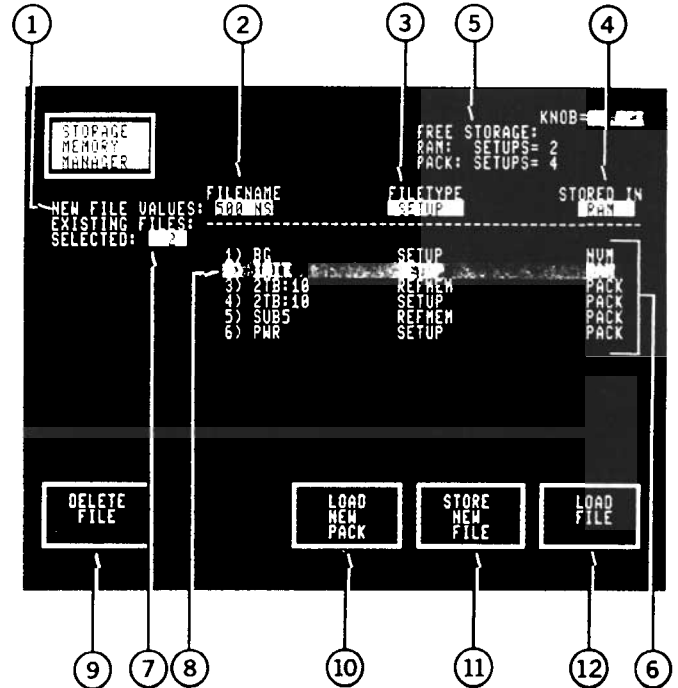 1 2 3 5 4
STORAGE
MEMORY
MANAGER
KNOB=
FREE STORAGE:
RAM: SETUPS= 2
PACK: SETUPS= 4
FILENAME FILETYPE STORED IN
NEW FILE VALUES: 500 NS SETUP RAM
EXISTING FILES:
SELECTED: 2
1) BG SETUP NVM
3) 2TB:10 REFMEM PACK
4) 2TB:10 SETUP PACK
5) SUB5 REFMEM PACK
6) PWR SETUP PACK
DELETE
FILE
LOAD
NEW
PACK
STORE
NEW
FILE
LOAD
FILE
9 7 8 10 11 12 6